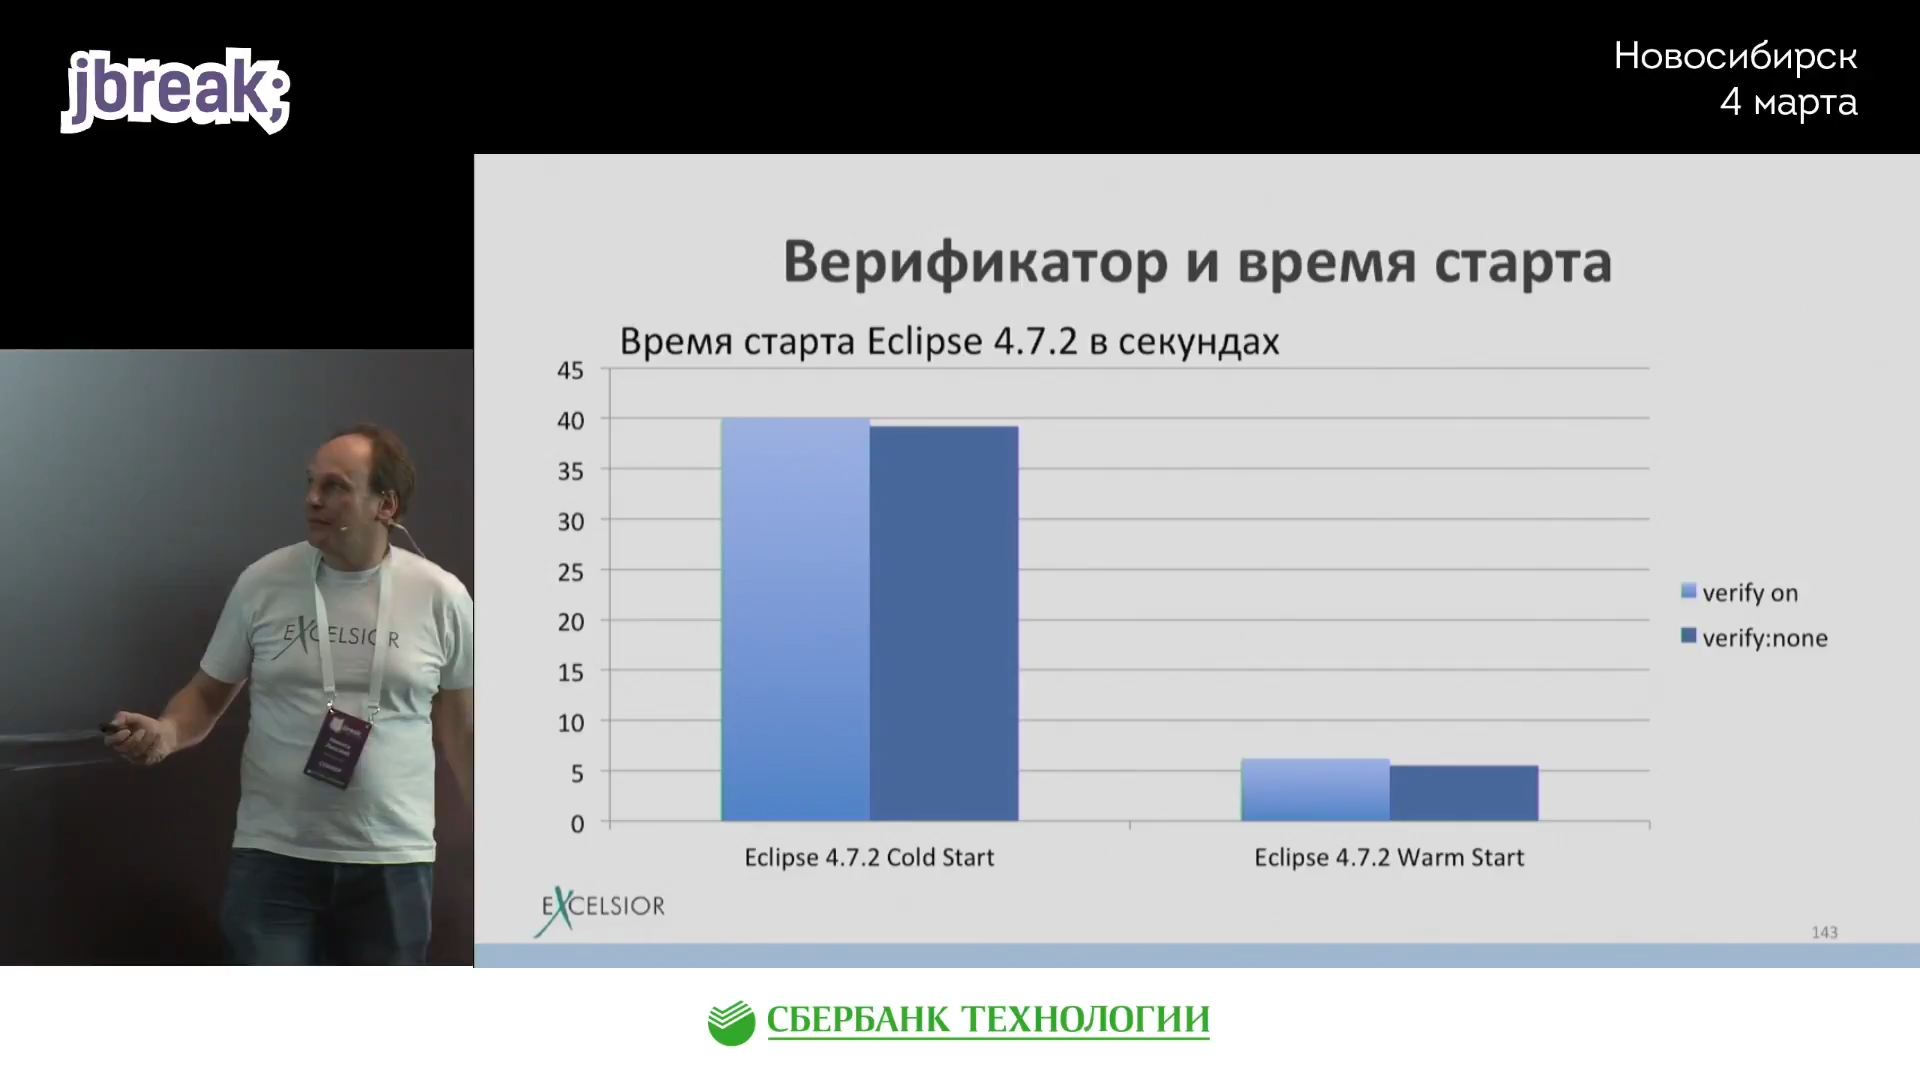 jbreak;
Новосибирск
4 марта
Верификатор и время старта
Время старта Eclipse 4.7.2 в секундах
45
40
35
30
25
20
15
10
5
0
Eclipse 4.7.2 Cold Start
Eclipse 4.7.2 Warm Start
verify on
verify:none
EXCELSIOR
143
EXCELSIOR
jbreak
СБЕРБАНК ТЕХНОЛОГИИ